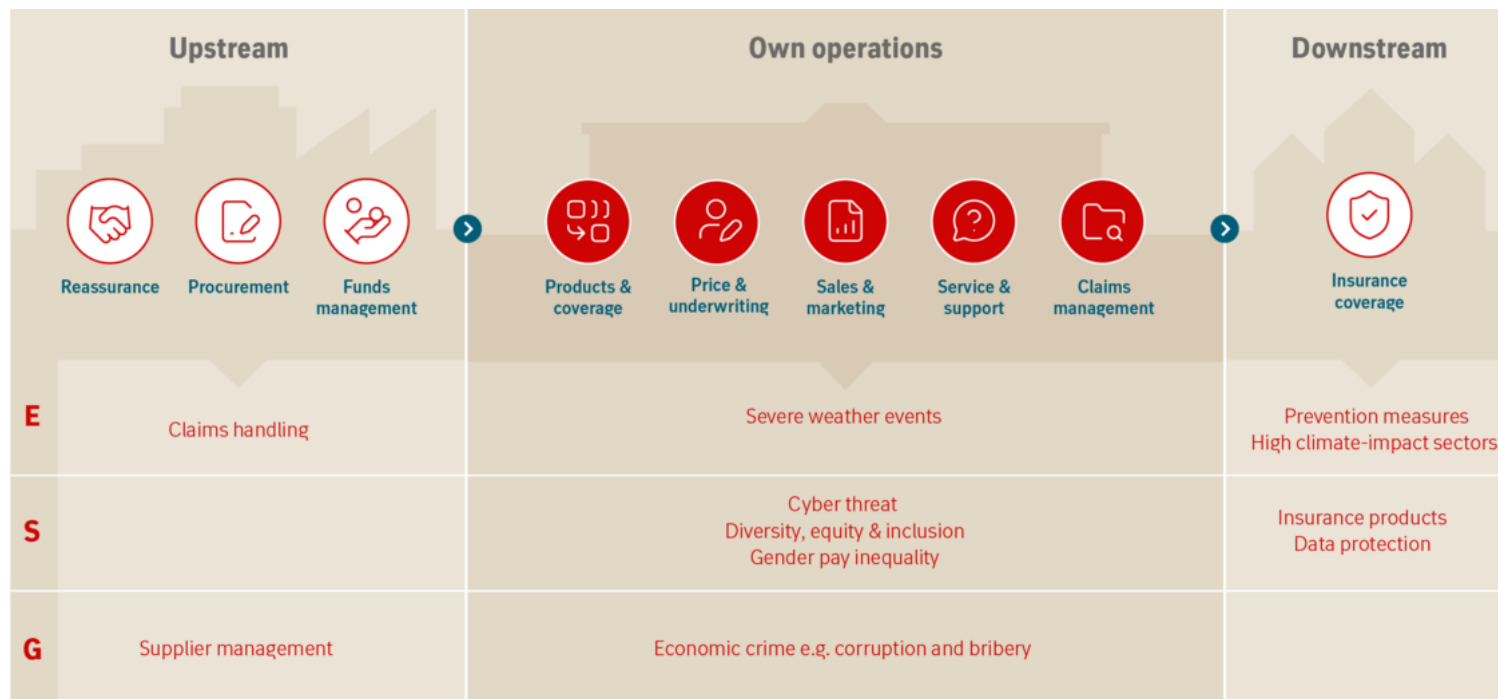 Upstream
Own operations
Downstream
Reassurance
Procurement
Funds
management
Products &
coverage
Price &
underwriting
Sales &
marketing
Service &
support
Claims
management
Insurance
coverage
E
Claims handling
Severe weather events
Prevention measures
High climate-impact sectors
S
Cyber threat
Diversity, equity & inclusion
Gender pay inequality
Insurance products
Data protection
G
Supplier management
Economic crime e.g. corruption and bribery